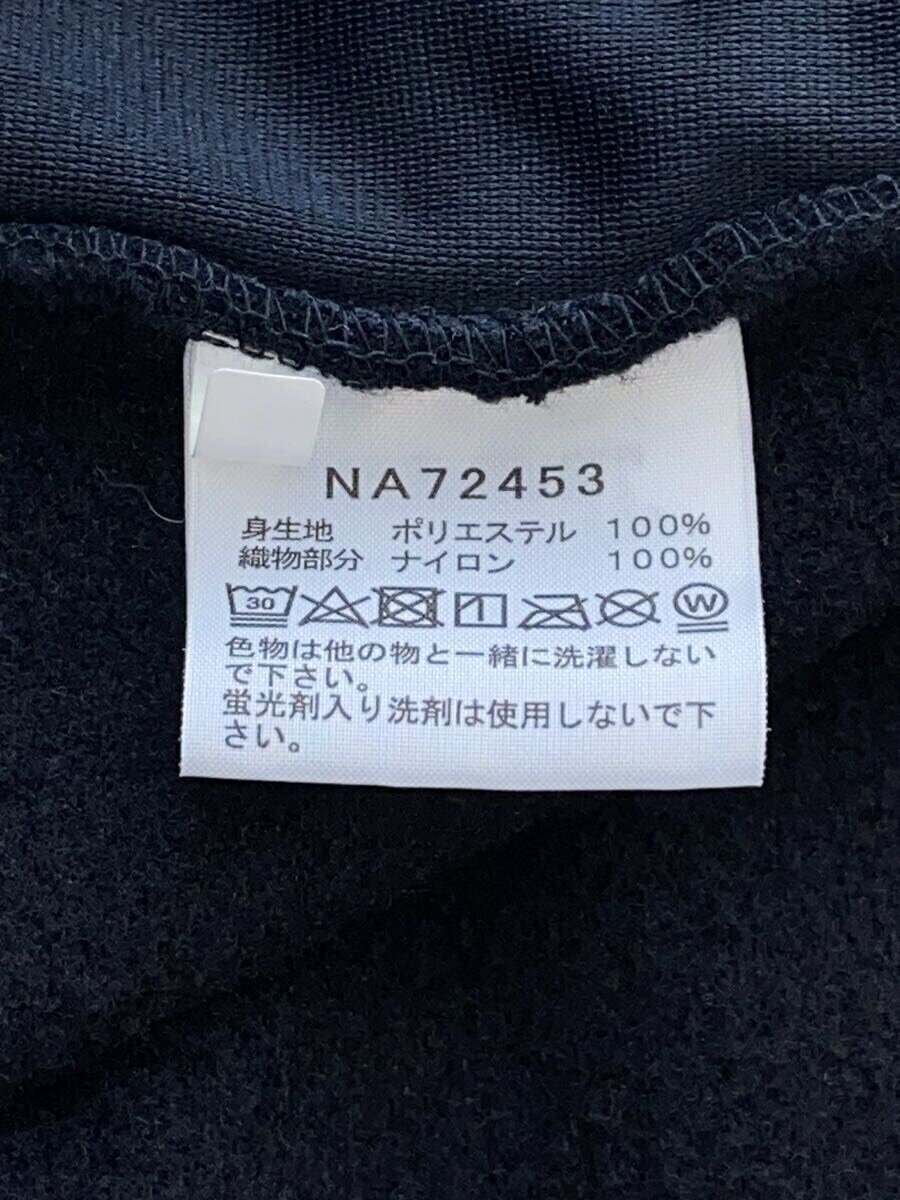 NA72453
身生地 ポリエステル 100%
織物部分 ナイロン 100%
30 W
色物は他の物と一緒に洗濯しない
で下さい。
蛍光剤入り洗剤は使用しないで下
さい。